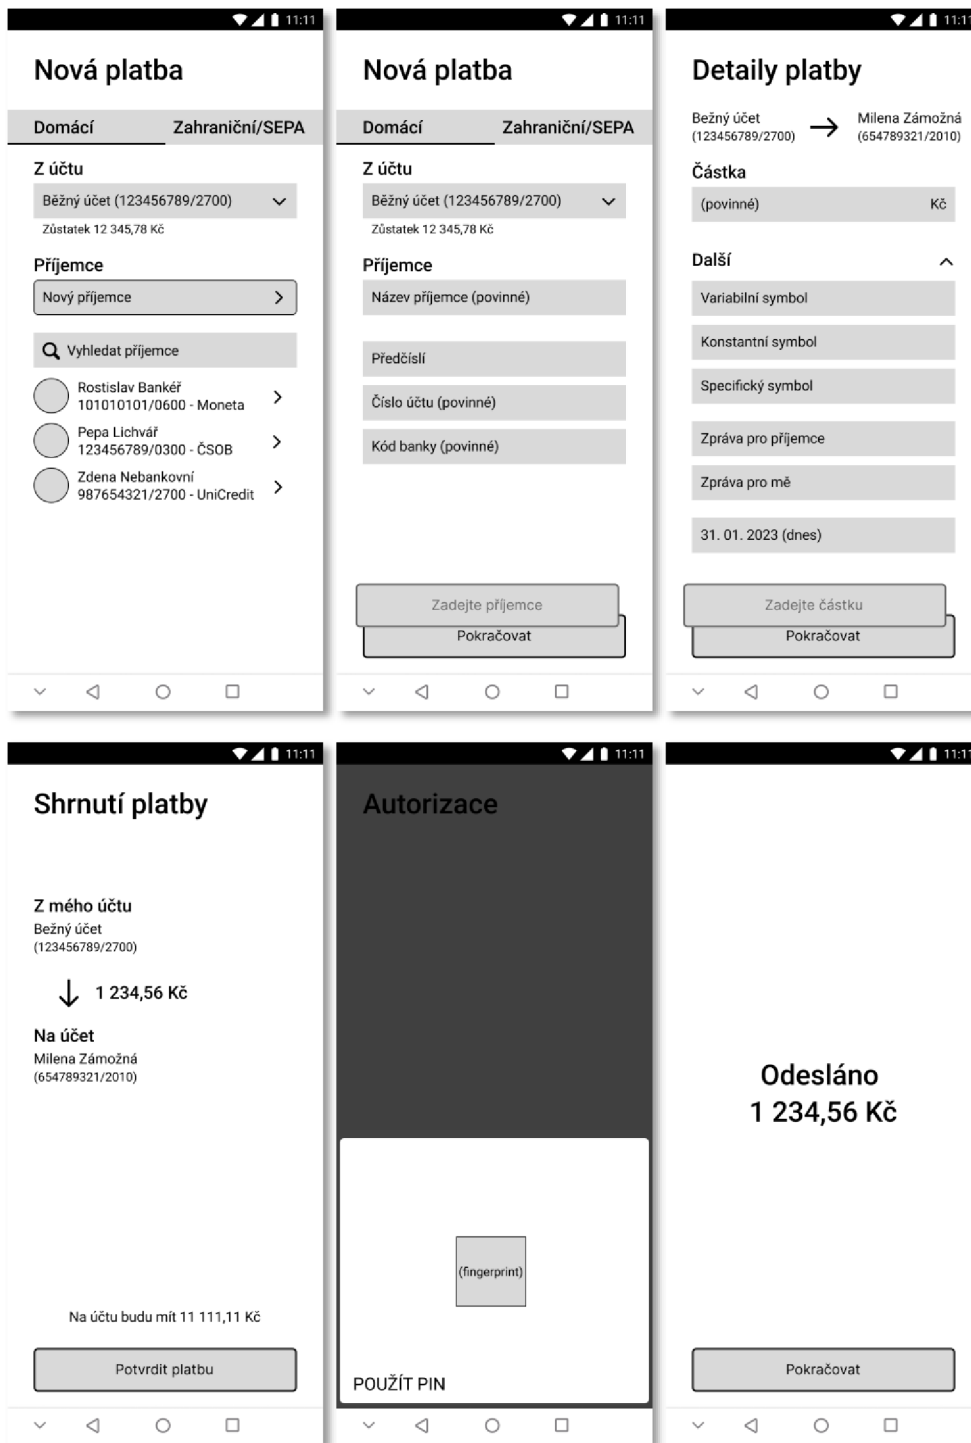 11:11
Nová platba
Domácí
Zahraniční/SEPA
Z účtu
Běžný účet (123456789/2700)
Zůstatek 12 345,78 Kč
Příjemce
Nový příjemce
Vyhledat příjemce
Rostislav Bankéř
101010101/0600 - Moneta
Pepa Lichvář
123456789/0300 - ČSOB
Zdena Nebankovní
987654321/2700 - UniCredit
11:11
Nová platba
Domácí
Zahraniční/SEPA
Z účtu
Běžný účet (123456789/2700)
Zůstatek 12 345,78 Kč
Příjemce
Název příjemce (povinné)
Předčíslí
Číslo účtu (povinné)
Kód banky (povinné)
Zadejte příjemce
Pokračovat
11:11
Detaily platby
Bežný účet
(123456789/2700)
Milena Zámožná
(654789321/2010)
Částka
(povinné)
Kč
Další
Variabilní symbol
Konstantní symbol
Specifický symbol
Zpráva pro příjemce
Zpráva pro mě
31. 01. 2023 (dnes)
Zadejte částku
Pokračovat
11:11
Shrnutí platby
Z mého účtu
Bežný účet
(123456789/2700)
1 234,56 Kč
Na účet
Milena Zámožná
(654789321/2010)
Na účtu budu mít 11 111,11 Kč
Potvrdit platbu
11:11
Autorizace
(fingerprint)
POUŽÍT PIN
11:11
Odesláno
1 234,56 Kč
Pokračovat